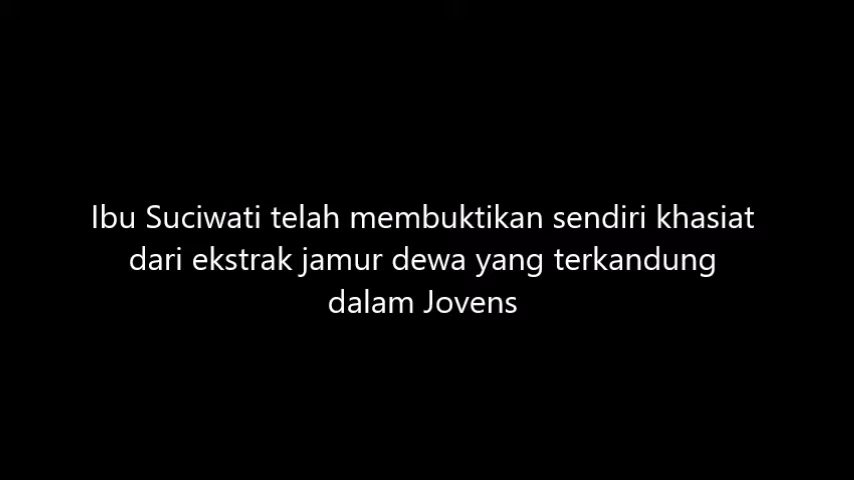 Ibu Suciwati telah membuktikan sendiri khasiat
dari ekstrak jamur dewa yang terkandung
dalam Jovens